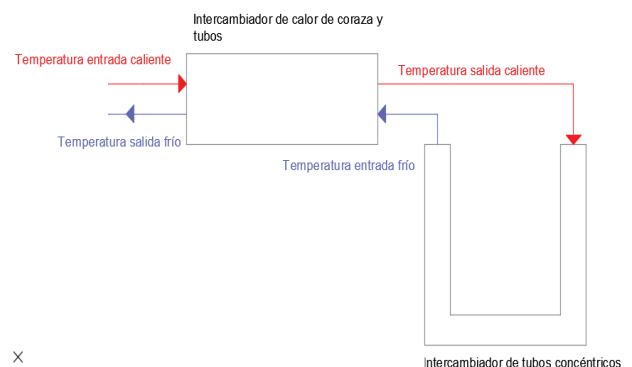 Intercambiador de calor de coraza y
tubos
Temperatura entrada caliente
Temperatura salida caliente
Temperatura salida frío
Temperatura entrada frío
Intercambiador de tubos concéntricos